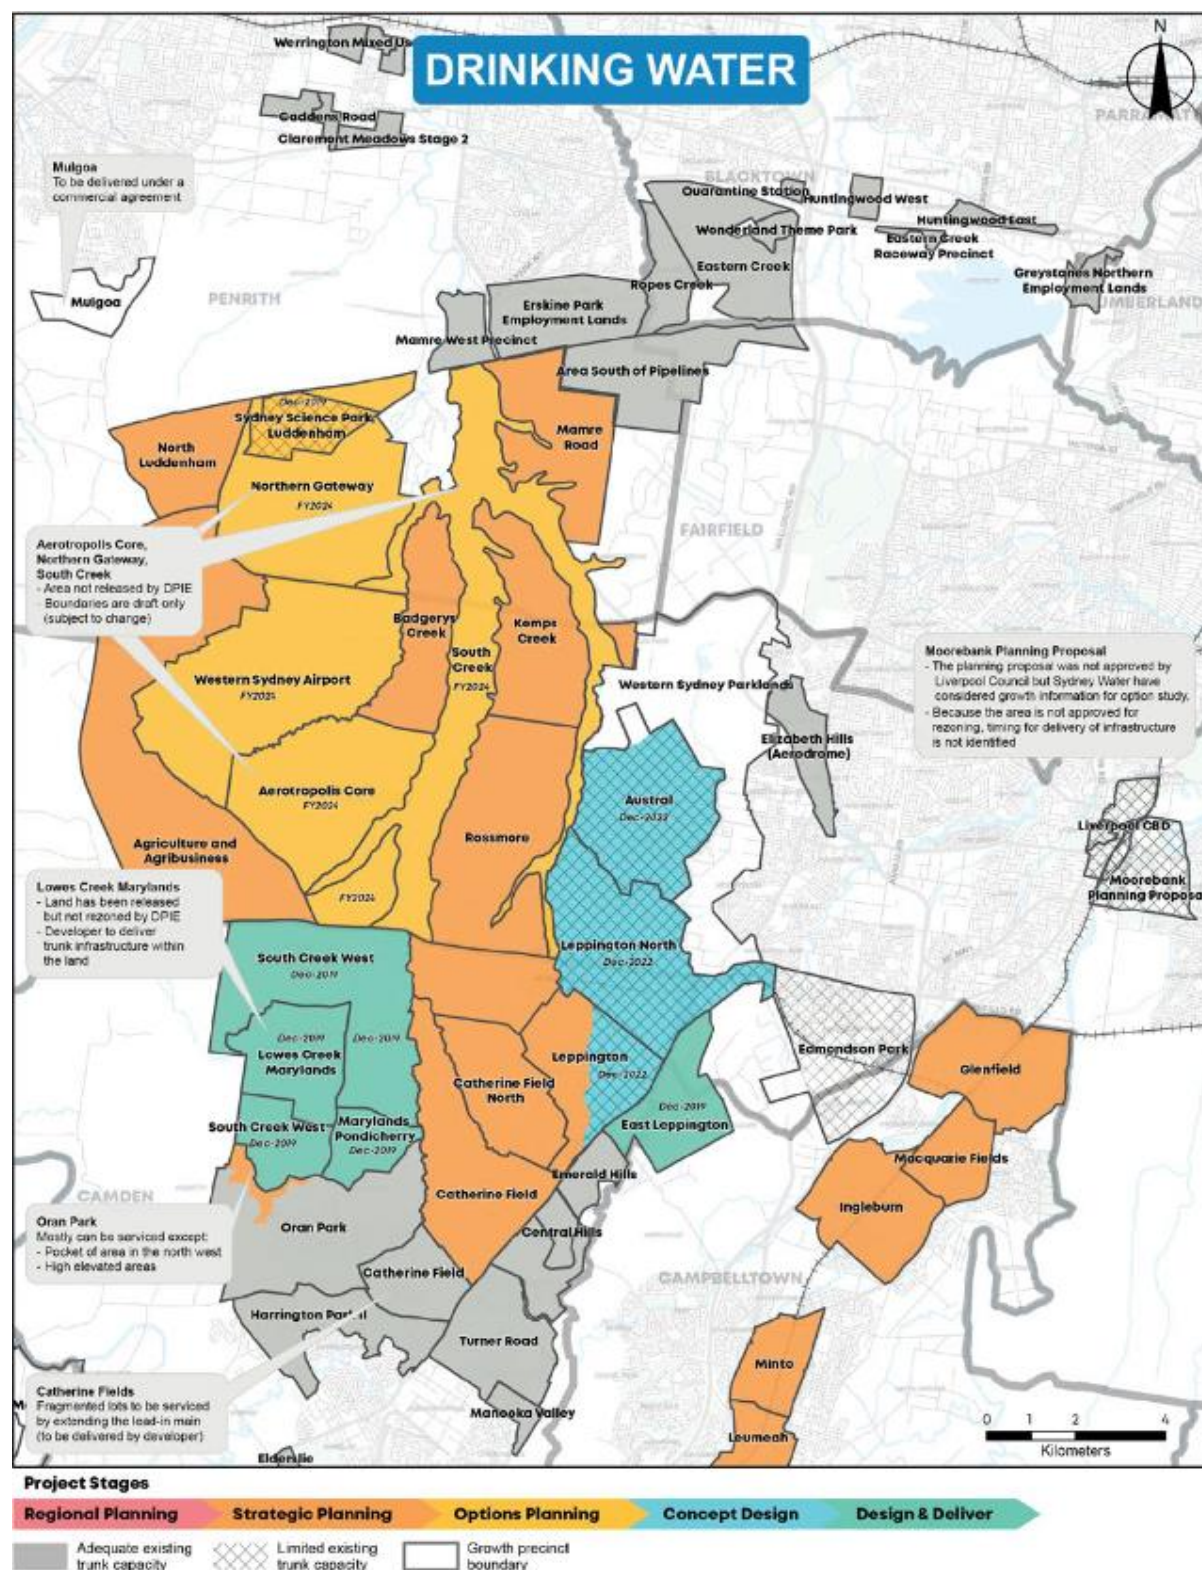 DRINKING WATER
N
Werrington Mixed Us
Caddens Road
Claremont Meadows Stage 2
PARRAMATT
Mulgoa
To be delivered under a
commercial agreement
BLACKTOWN
Quarantine Station
Huntingwood West
Huntingwood East
Wonderland Theme Park
Eastern Creek
Raceway Precinct
Eastern Creek
Greystanes Northern
Employment Lands
Ropes Creek
UMBERLAND
Mulgoa
PENRITH
Erskine Park
Employment Lands
Mamre West Precinct
Area South of Pipelines
Dec-2019
Sydney Science Park,
Luddenham
Mamre
Road
North
Luddenham
Northern Gateway
FY2024
FAIRFIELD
Aerotropolis Core,
Northern Gateway,
South Creek
- Area not released by DPIE
- Boundaries are draft only
(subject to change)
Badgerys
Creek
Kemps
Creek
South
Creek
FY2024
Western Sydney Airport
FY2024
Western Sydney Parklands
Moorebank Planning Proposal
- The planning proposal was not approved by
Liverpool Council but Sydney Water have
considered growth information for option study.
- Because the area is not approved for
rezoning, timing for delivery of infrastructure
is not identified
Elizabeth Hills
(Aerodrome)
Aerotropolis Core
FY2024
Austral
Dec-2022
Rossmore
Liverpool CBD
Agriculture and
Agribusiness
Moorebank
Planning Proposa
FY2024
Lowes Creek Marylands
- Land has been released
but not rezoned by DPIE
- Developer to deliver
trunk infrastructure within
the land
South Creek West
Dec-2019
Leppington North
Dec-2022
Dec-2019
Lowes Creek
Marylands
Dec-2019
Leppington
Dec-2022
Edmondson Park
Glenfield
Catherine Field
North
South Creek West
Dec-2019
Marylands
Pondicherry
Dec-2019
Dec-2019
East Leppington
Macquarie Fields
Emerald Hills
CAMDEN
Catherine Field
Ingleburn
Oran Park
Mostly can be serviced except:
- Pocket of area in the north west
- High elevated areas
Oran Park
Central Hills
Catherine Field
CAMPBELLTOWN
Harrington Park II
Turner Road
Minto
Catherine Fields
Fragmented lots to be serviced
by extending the lead-in main
(to be delivered by developer)
Manooka Valley
Leumeah
Elderslie
0 1 2 4
Kilometers
Project Stages
Regional Planning
Strategic Planning
Options Planning
Concept Design
Design & Deliver
Adequate existing
trunk capacity
Limited existing
trunk capacity
Growth precinct
boundary